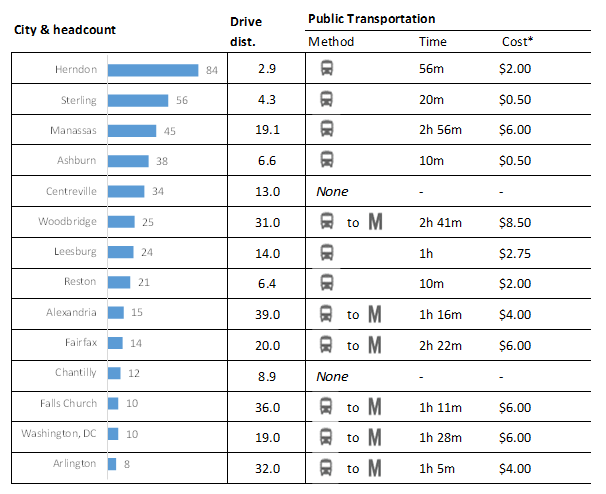 City & headcount Drive dist. Public Transportation
Method Time Cost*
Herndon 84 2.9 56m $2.00
Sterling 56 4.3 20m $0.50
Manassas 45 19.1 2h 56m $6.00
Ashburn 38 6.6 10m $0.50
Centreville 34 13.0 None - -
Woodbridge 25 31.0 to M 2h 41m $8.50
Leesburg 24 14.0 1h $2.75
Reston 21 6.4 10m $2.00
Alexandria 15 39.0 to M 1h 16m $4.00
Fairfax 14 20.0 to M 2h 22m $6.00
Chantilly 12 8.9 None - -
Falls Church 10 36.0 to M 1h 11m $6.00
Washington, DC 10 19.0 to M 1h 28m $6.00
Arlington 8 32.0 to M 1h 5m $4.00